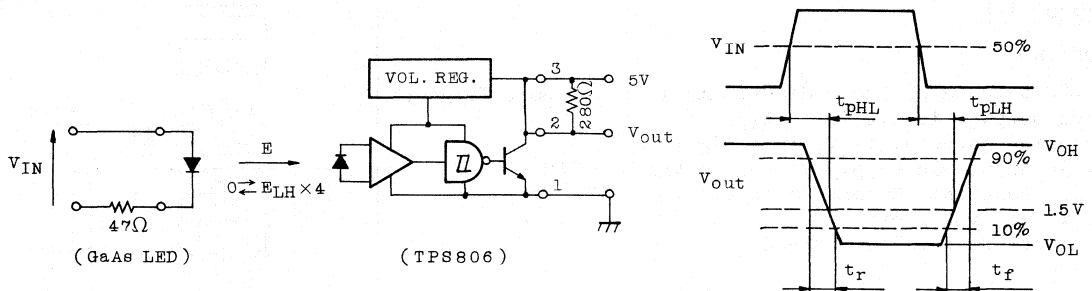 VIN
47Ω
(GaAs LED)
E
0 ⇄ ELH×4
VOL. REG.
3
5V
280Ω
2
Vout
1
(TPS806)
VIN
50%
tpHL
tpLH
VOH
90%
Vout
1.5V
10%
VOL
tr
tf